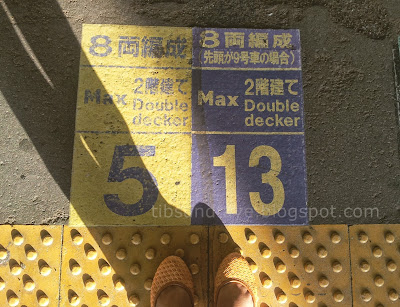 8両編成
Max 2階建て
Double
decker
5
8両編成
(先頭が9号車の場合)
Max 2階建て
Double
decker
13